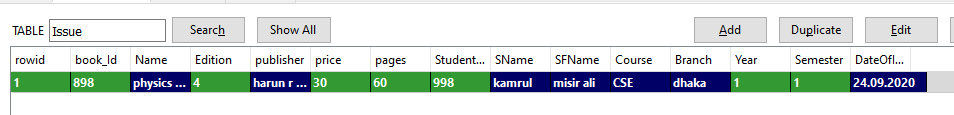 TABLE Issue Search Show All Add Duplicate Edit
rowid book_Id Name Edition publisher price pages Student... SName SFName Course Branch Year Semester DateOfI...
1 898 physics ... 4 harun r ... 30 60 998 kamrul misir ali CSE dhaka 1 1 24.09.2020